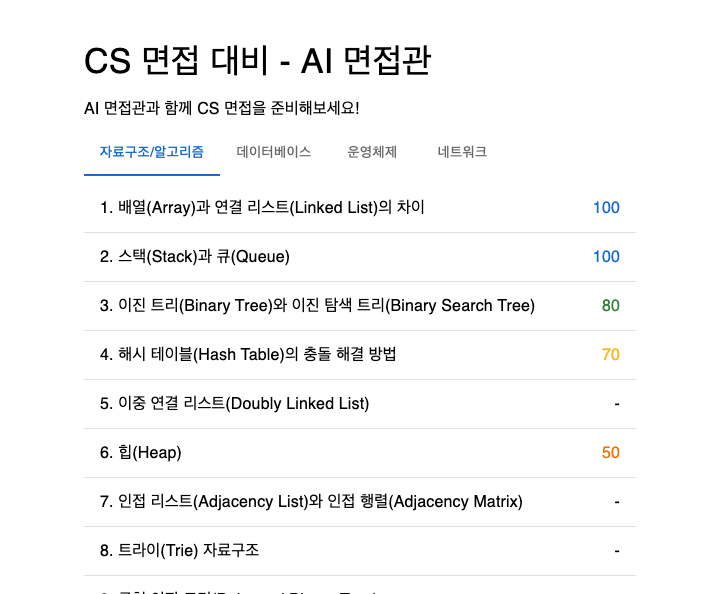 CS 면접 대비 - AI 면접관
AI 면접관과 함께 CS 면접을 준비해보세요!
자료구조/알고리즘 데이터베이스 운영체제 네트워크
1. 배열(Array)과 연결 리스트(Linked List)의 차이 100
2. 스택(Stack)과 큐(Queue) 100
3. 이진 트리(Binary Tree)와 이진 탐색 트리(Binary Search Tree) 80
4. 해시 테이블(Hash Table)의 충돌 해결 방법 70
5. 이중 연결 리스트(Doubly Linked List) -
6. 힙(Heap) 50
7. 인접 리스트(Adjacency List)와 인접 행렬(Adjacency Matrix) -
8. 트라이(Trie) 자료구조 -